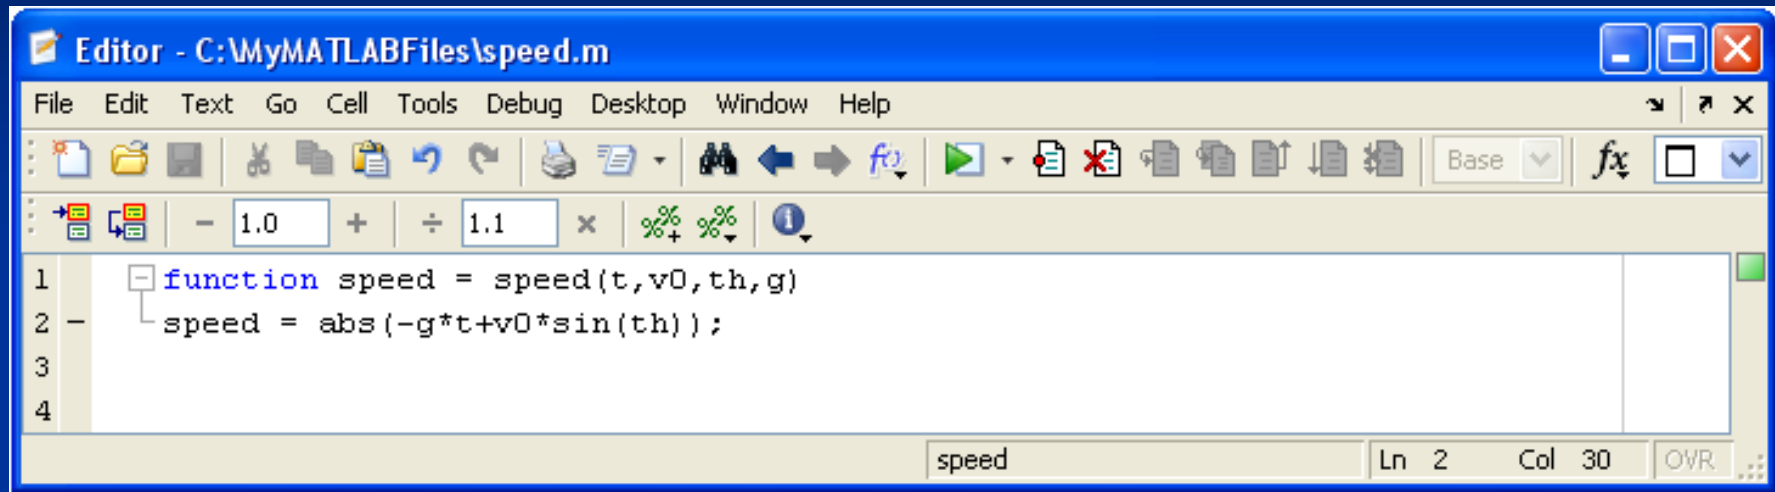 Editor - C:\MyMATLABFiles\speed.m
File Edit Text Go Cell Tools Debug Desktop Window Help
Base fx
- 1.0 + ÷ 1.1 ×
1 function speed = speed(t,v0,th,g)
2 - speed = abs(-g*t+v0*sin(th));
3
4
speed Ln 2 Col 30 OVR